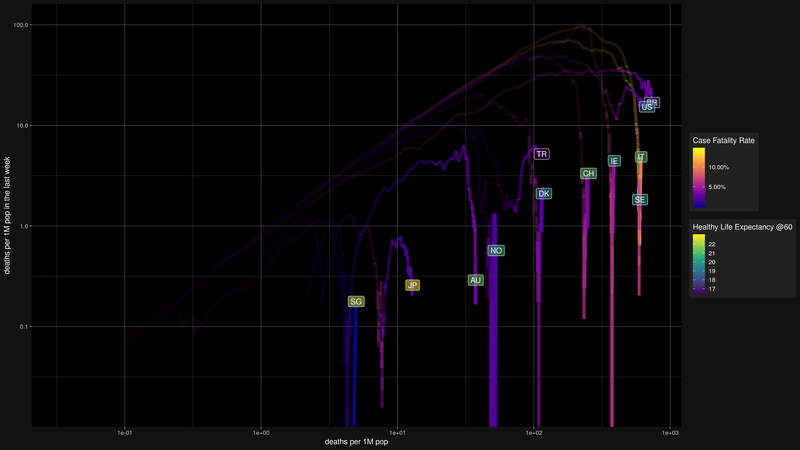 100.0
10.0
1.0
0.1
deaths per 1M pop in the last week
1e-01
1e+00
1e+01
1e+02
1e+03
deaths per 1M pop
US
TR
IT
IE
CH
DK
SE
NO
AU
JP
SG
Case Fatality Rate
10.00%
5.00%
Healthy Life Expectancy @60
22
21
20
19
18
17